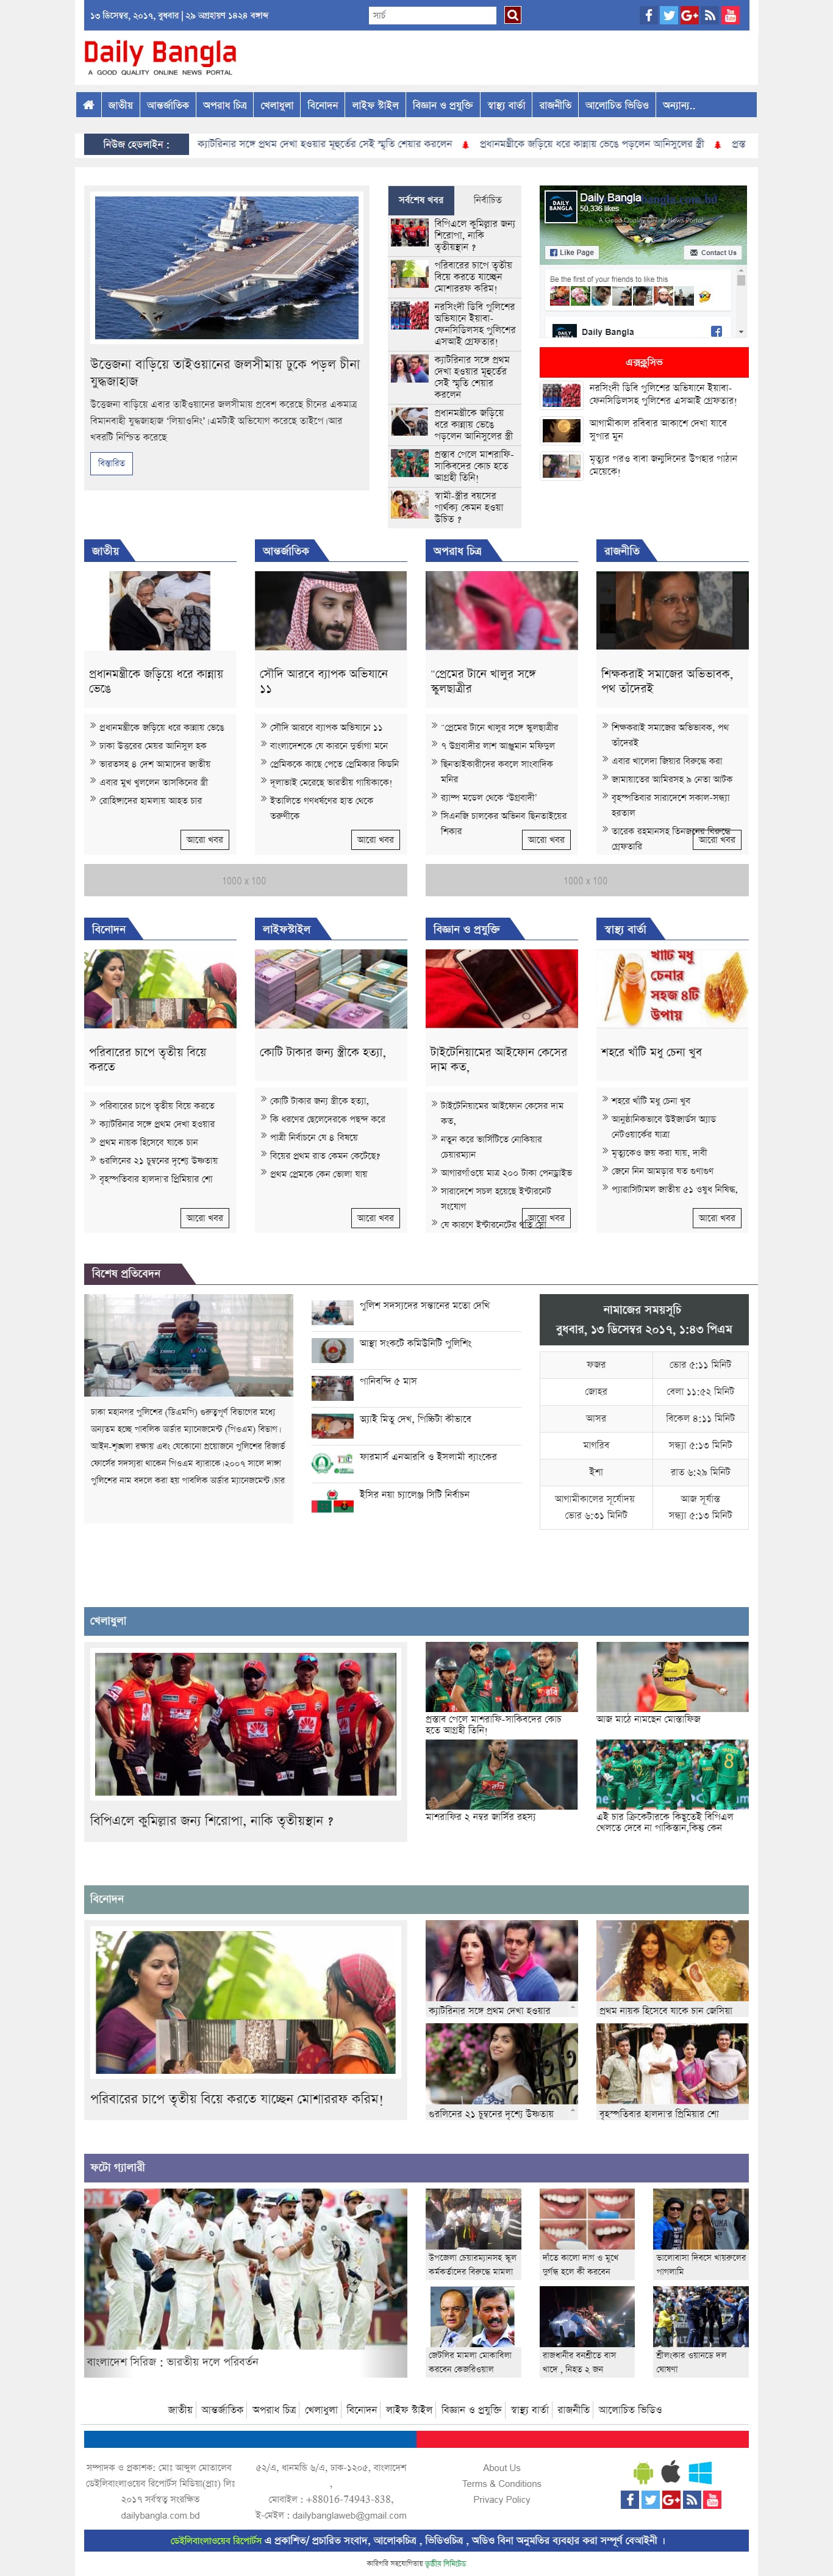 ১৩ ডিসেম্বর, ২০১৭, বুধবার | ২৯ অগ্রহায়ণ ১৪২৪ বঙ্গাব্দ
সার্চ
Daily Bangla
A GOOD QUALITY ONLINE NEWS PORTAL
জাতীয় আন্তর্জাতিক অপরাধ চিত্র খেলাধুলা বিনোদন লাইফ স্টাইল বিজ্ঞান ও প্রযুক্তি স্বাস্থ্য বার্তা রাজনীতি আলোচিত ভিডিও অন্যান্য..
নিউজ হেডলাইন :
ক্যাটরিনার সঙ্গে প্রথম দেখা হওয়ার মুহূর্তের সেই স্মৃতি শেয়ার করলেন
প্রধানমন্ত্রীকে জড়িয়ে ধরে কান্নায় ভেঙে পড়লেন আনিসুলের স্ত্রী
প্রস্ত
উত্তেজনা বাড়িয়ে তাইওয়ানের জলসীমায় ঢুকে পড়ল চীনা
যুদ্ধজাহাজ
উত্তেজনা বাড়িয়ে এবার তাইওয়ানের জলসীমায় প্রবেশ করেছে চীনের একমাত্র
বিমানবাহী যুদ্ধজাহাজ ‘লিয়াওনিং’। এমটাই অভিযোগ করেছে তাইপে। আর
খবরটি নিশ্চিত করেছে
বিস্তারিত
সর্বশেষ খবর
নির্বাচিত
বিপিএলে কুমিল্লার জন্য
শিরোপা, নাকি
তৃতীয়স্থান ?
পরিবারের চাপে তৃতীয়
বিয়ে করতে যাচ্ছেন
মোশাররফ করিম!
নরসিংদী ডিবি পুলিশের
অভিযানে ইয়াবা-
ফেনসিডিলসহ পুলিশের
এসআই গ্রেফতার!
ক্যাটরিনার সঙ্গে প্রথম
দেখা হওয়ার মুহূর্তের
সেই স্মৃতি শেয়ার
করলেন
প্রধানমন্ত্রীকে জড়িয়ে
ধরে কান্নায় ভেঙে
পড়লেন আনিসুলের স্ত্রী
প্রস্তাব পেলে মাশরাফি-
সাকিবদের কোচ হতে
আগ্রহী তিনি!
স্বামী-স্ত্রীর বয়সের
পার্থক্য কেমন হওয়া
উচিত ?
DAILY BANGLA
Daily Bangla
50,336 likes
A Good Quality Online News Portal
Like Page
Contact Us
Be the first of your friends to like this
Daily Bangla
এক্সক্লুসিভ
নরসিংদী ডিবি পুলিশের অভিযানে ইয়াবা-
ফেনসিডিলসহ পুলিশের এসআই গ্রেফতার!
আগামীকাল রবিবার আকাশে দেখা যাবে
সুপার মুন
মৃত্যুর পরও বাবা জন্মদিনের উপহার পাঠান
মেয়েকে!
জাতীয়
প্রধানমন্ত্রীকে জড়িয়ে ধরে কান্নায়
ভেঙে
প্রধানমন্ত্রীকে জড়িয়ে ধরে কান্নায় ভেঙে
ঢাকা উত্তরের মেয়র আনিসুল হক
ভারতসহ ৪ দেশ আমাদের জাতীয়
এবার মুখ খুললেন তাসকিনের স্ত্রী
রোহিঙ্গাদের হামলায় আহত চার
আরো খবর
আন্তর্জাতিক
সৌদি আরবে ব্যাপক অভিযানে
১১
সৌদি আরবে ব্যাপক অভিযানে ১১
বাংলাদেশকে যে কারনে দুর্ভাগা মনে
প্রেমিককে কাছে পেতে প্রেমিকার কিডনি
দূলাভাই মেরেছে ভারতীয় গায়িকাকে!
ইতালিতে গণধর্ষণের হাত থেকে
তরুণীকে
আরো খবর
অপরাধ চিত্র
"প্রেমের টানে খালুর সঙ্গে
স্কুলছাত্রীর
"প্রেমের টানে খালুর সঙ্গে স্কুলছাত্রীর
৭ উগ্রবাদীর লাশ আঞ্জুমান মফিদুল
ছিনতাইকারীদের কবলে সাংবাদিক
মনির
র‍্যাম্প মডেল থেকে ‘উগ্রবাদী’
সিএনজি চালকের অভিনব ছিনতাইয়ের
শিকার
আরো খবর
রাজনীতি
শিক্ষকরাই সমাজের অভিভাবক,
পথ তাঁদেরই
শিক্ষকরাই সমাজের অভিভাবক, পথ
তাঁদেরই
এবার খালেদা জিয়ার বিরুদ্ধে করা
জামায়াতের আমিরসহ ৯ নেতা আটক
বৃহস্পতিবার সারাদেশে সকাল-সন্ধ্যা
হরতাল
তারেক রহমানসহ তিনজনের বিরুদ্ধে
গ্রেফতারি
আরো খবর
1000 x 100
1000 x 100
বিনোদন
পরিবারের চাপে তৃতীয় বিয়ে
করতে
পরিবারের চাপে তৃতীয় বিয়ে করতে
ক্যাটরিনার সঙ্গে প্রথম দেখা হওয়ার
প্রথম নায়ক হিসেবে যাকে চান
গুরলিনের ২১ চুম্বনের দৃশ্যে উষ্ণতায়
বৃহস্পতিবার হালদা'র প্রিমিয়ার শো
আরো খবর
লাইফস্টাইল
কোটি টাকার জন্য স্ত্রীকে হত্যা,
কোটি টাকার জন্য স্ত্রীকে হত্যা,
কি ধরণের ছেলেদেরকে পছন্দ করে
পাত্রী নির্বাচনে যে ৪ বিষয়ে
বিয়ের প্রথম রাত কেমন কেটেছে?
প্রথম প্রেমকে কেন ভোলা যায়
আরো খবর
বিজ্ঞান ও প্রযুক্তি
টাইটেনিয়ামের আইফোন কেসের
দাম কত,
টাইটেনিয়ামের আইফোন কেসের দাম
কত,
নতুন করে ভার্সিটিতে নোকিয়ার
চেয়ারম্যান
আগারগাঁওয়ে মাত্র ২০০ টাকা পেনড্রাইভ
সারাদেশে সচল হয়েছে ইন্টারনেট
সংযোগ
যে কারণে ইন্টারনেটের গতি স্লো
আরো খবর
স্বাস্থ্য বার্তা
খাঁটি মধু
চেনার
সহজ ৪টি
উপায়
শহরে খাঁটি মধু চেনা খুব
শহরে খাঁটি মধু চেনা খুব
আনুষ্ঠানিকভাবে উইজার্ডস অ্যাড
নেটওয়ার্কের যাত্রা
মৃত্যুকেও জয় করা যায়, দাবী
জেনে নিন আমড়ার যত গুণাগুণ
প্যারাসিটামল জাতীয় ৫১ ওষুধ নিষিদ্ধ,
আরো খবর
বিশেষ প্রতিবেদন
ঢাকা মহানগর পুলিশের (ডিএমপি) গুরুত্বপূর্ণ বিভাগের মধ্যে
অন্যতম হচ্ছে পাবলিক অর্ডার ম্যানেজমেন্ট (পিওএম) বিভাগ।
আইন-শৃঙ্খলা রক্ষায় এবং যেকোনো প্রয়োজনে পুলিশের রিজার্ভ
ফোর্সের সদস্যরা থাকেন পিওএম ব্যারাকে। ২০০৭ সালে দাঙ্গা
পুলিশের নাম বদলে করা হয় পাবলিক অর্ডার ম্যানেজমেন্ট। চার
পুলিশ সদস্যদের সন্তানের মতো দেখি
আস্থা সংকটে কমিউনিটি পুলিশিং
পানিবন্দি ৫ মাস
অ্যাই মিতু দেখ, পিচ্চিটা কীভাবে
ফারমার্স এনআরবি ও ইসলামী ব্যাংকের
ইসির নয়া চ্যালেঞ্জ সিটি নির্বাচন
নামাজের সময়সূচি
বুধবার, ১৩ ডিসেম্বর ২০১৭, ১:৪৩ পিএম
ফজর ভোর ৫:১১ মিনিট
জোহর বেলা ১১:৫২ মিনিট
আসর বিকেল ৪:১১ মিনিট
মাগরিব সন্ধ্যা ৫:১৩ মিনিট
ইশা রাত ৬:২৯ মিনিট
আগামীকালের সূর্যোদয় আজ সূর্যাস্ত
ভোর ৬:৩১ মিনিট সন্ধ্যা ৫:১৩ মিনিট
খেলাধুলা
বিপিএলে কুমিল্লার জন্য শিরোপা, নাকি তৃতীয়স্থান ?
প্রস্তাব পেলে মাশরাফি-সাকিবদের কোচ
হতে আগ্রহী তিনি!
আজ মাঠে নামছেন মোস্তাফিজ
মাশরাফির ২ নম্বর জার্সির রহস্য
এই চার ক্রিকেটারকে কিছুতেই বিপিএল
খেলতে দেবে না পাকিস্তান,কিন্তু কেন
বিনোদন
পরিবারের চাপে তৃতীয় বিয়ে করতে যাচ্ছেন মোশাররফ করিম!
ক্যাটরিনার সঙ্গে প্রথম দেখা হওয়ার
প্রথম নায়ক হিসেবে যাকে চান জেসিয়া
গুরলিনের ২১ চুম্বনের দৃশ্যে উষ্ণতায়
বৃহস্পতিবার হালদা'র প্রিমিয়ার শো
ফটো গ্যালারী
বাংলাদেশ সিরিজ : ভারতীয় দলে পরিবর্তন
উপজেলা চেয়ারম্যানসহ স্কুল
কর্মকর্তাদের বিরুদ্ধে মামলা
দাঁতে কালো দাগ ও মুখে
দুর্গন্ধ হলে কী করবেন
ভালোবাসা দিবসে খায়রুলের
পাগলামি
জেটলির মামলা মোকাবিলা
করবেন কেজরিওয়াল
রাজধানীর বনশ্রীতে বাস
খাদে , নিহত ২ জন
শ্রীলংকার ওয়ানডে দল
ঘোষণা
জাতীয় আন্তর্জাতিক অপরাধ চিত্র খেলাধুলা বিনোদন লাইফ স্টাইল বিজ্ঞান ও প্রযুক্তি স্বাস্থ্য বার্তা রাজনীতি আলোচিত ভিডিও
সম্পাদক ও প্রকাশক: মোঃ আব্দুল মোতালেব
ডেইলিবাংলাওয়েব রিপোর্টস মিডিয়া(প্রাঃ) লিঃ
২০১৭ সর্বস্বত্ব সংরক্ষিত
dailybangla.com.bd
৫২/এ, ধানমন্ডি ৬/এ, ঢাক-১২০৫, বাংলাদেশ
,
মোবাইল : +88016-74943-838,
ই-মেইল : dailybanglaweb@gmail.com
About Us
Terms & Conditions
Privacy Policy
ডেইলিবাংলাওয়েব রিপোর্টস এ প্রকাশিত/ প্রচারিত সংবাদ, আলোকচিত্র , ভিডিওচিত্র , অডিও বিনা অনুমতির ব্যবহার করা সম্পূর্ণ বেআইনী ।
কারিগরি সহযোগিতায়